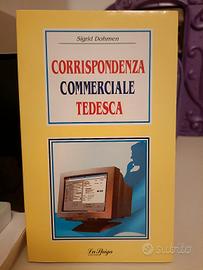 Sigrid Dohmen
CORRISPONDENZA
COMMERCIALE
TEDESCA
La Spiga
subito